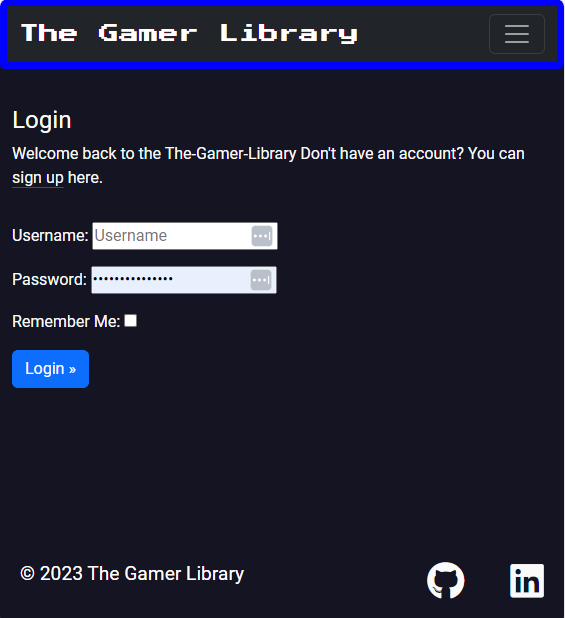 The Gamer Library
Login
Welcome back to the The-Gamer-Library Don't have an account? You can
sign up here.
Username: Username
Password: •••••••••••••••
Remember Me:
Login »
© 2023 The Gamer Library
in